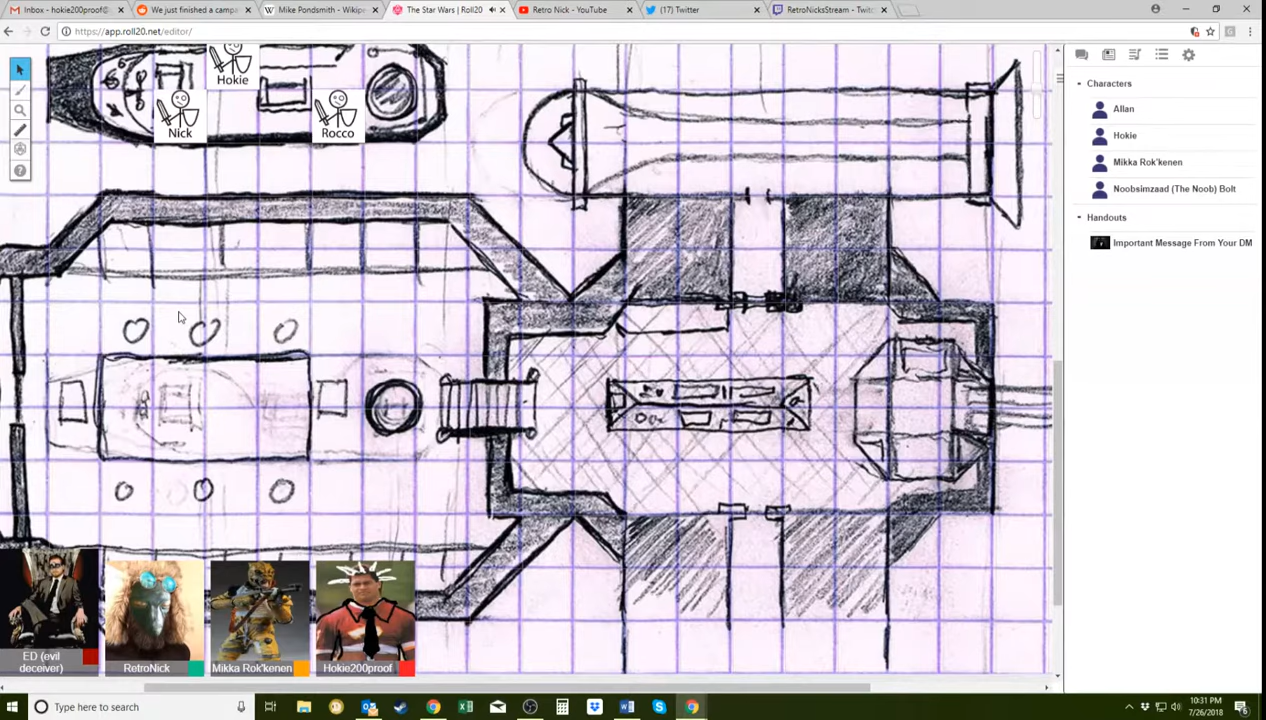 Inbox - hokie200proof@
We just finished a campa
Mike Pondsmith - Wikipe
The Star Wars | Roll20
Retro Nick - YouTube
(17) Twitter
RetroNicksStream - Twitc
https://app.roll20.net/editor/
Hokie
Nick
Rocco
Characters
Allan
Hokie
Mikka Rok'kenen
Noobsimzaad (The Noob) Bolt
Handouts
Important Message From Your DM
ED (evil
deceiver)
RetroNick
Mikka Rok'kenen
Hokie200proof
Type here to search
10:31 PM
7/26/2018